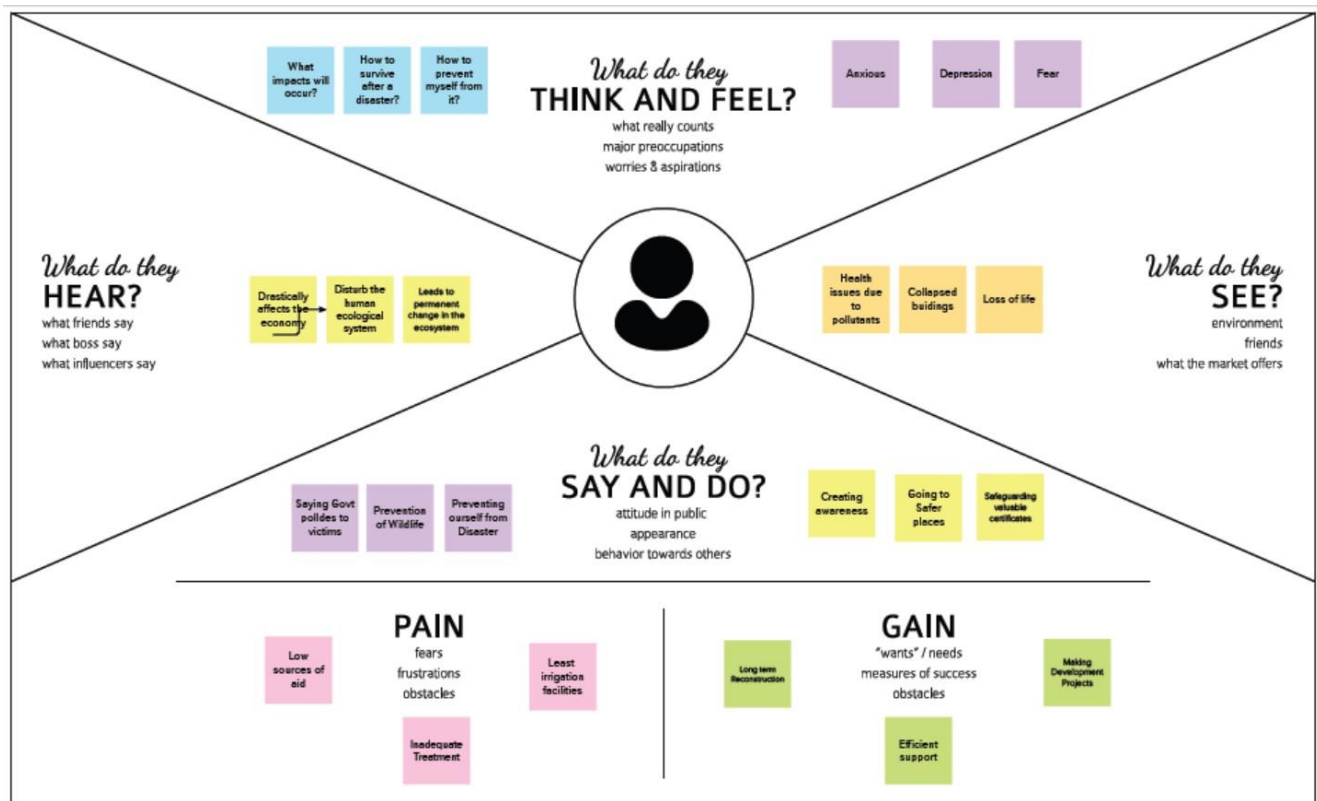 What
impacts will
occur?
How to
survive
after a
disaster?
How to
prevent
myself from
it?
What do they
THINK AND FEEL?
what really counts
major preoccupations
worries & aspirations
Anxious
Depression
Fear
What do they
HEAR?
what friends say
what boss say
what influencers say
Drastically
affects the
economy
Disturb the
human
ecological
system
Leads to
permanent
change in the
ecosystem
Health
issues due
to
pollutants
Collapsed
buidings
Loss of life
What do they
SEE?
environment
friends
what the market offers
What do they
SAY AND DO?
attitude in public
appearance
behavior towards others
Saying Govt
polides to
victims
Prevention
of Wildlife
Preventing
ourself from
Disaster
Creating
awareness
Going to
Safer
places
Safeguarding
valuable
certificates
PAIN
fears
frustrations
obstacles
Low
sources of
aid
Least
irrigation
facilities
Inadequate
Treatment
GAIN
"wants" / needs
measures of success
obstacles
Long term
Reconstruction
Making
Development
Projects
Efficient
support